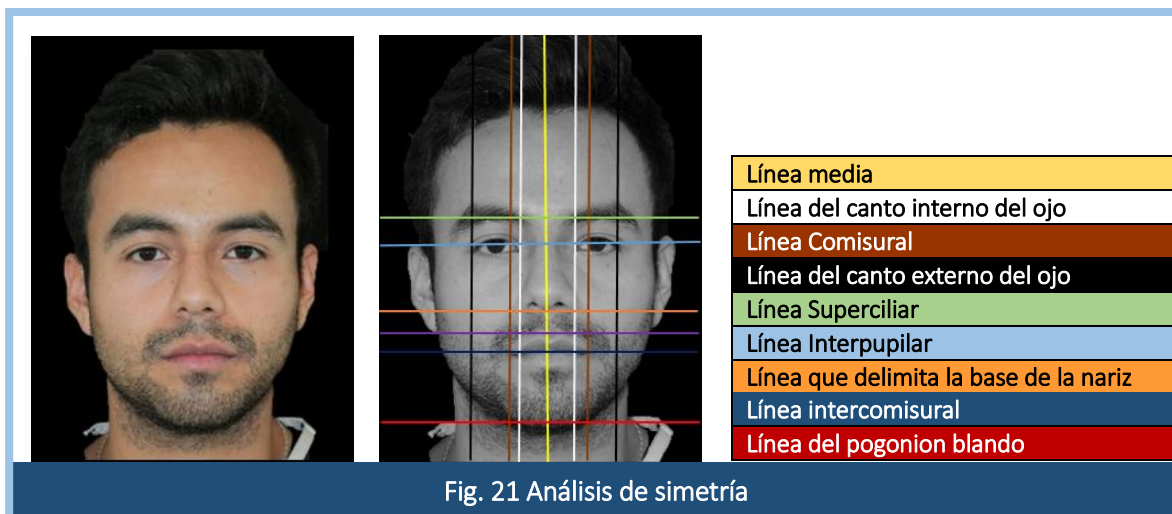 Línea media
Línea del canto interno del ojo
Línea Comisural
Línea del canto externo del ojo
Línea Superciliar
Línea Interpupilar
Línea que delimita la base de la nariz
Línea intercomisural
Línea del pogonion blando
Fig. 21 Análisis de simetría